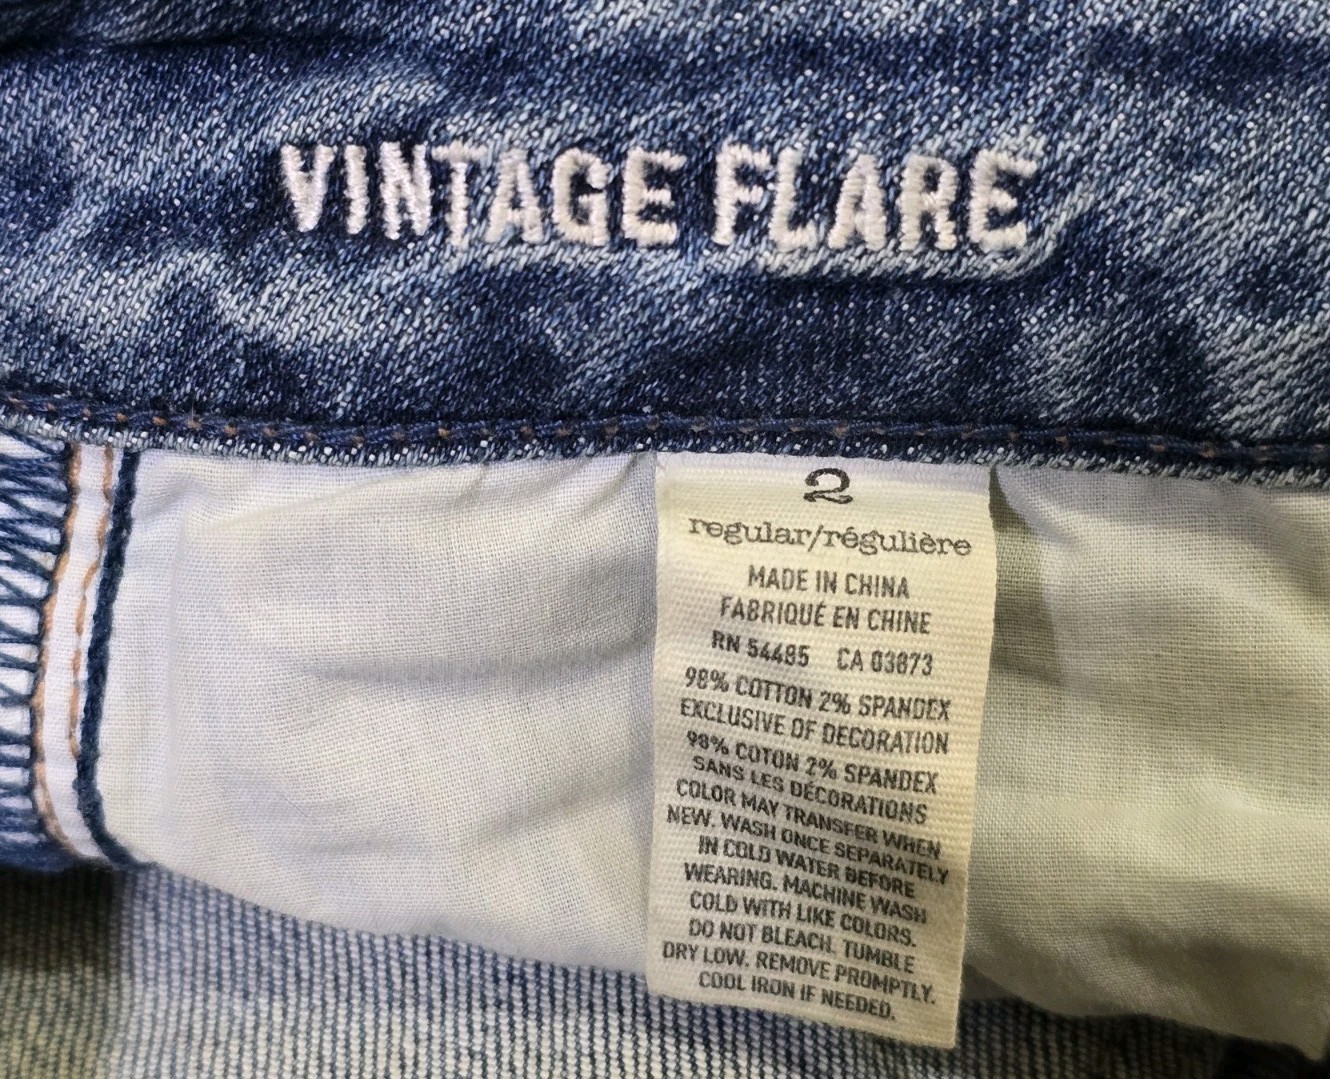 VINTAGE FLARE
2
regular/régulière
MADE IN CHINA
FABRIQUÉ EN CHINE
RN 54485 CA 03873
98% COTTON 2% SPANDEX
EXCLUSIVE OF DECORATION
98% COTON 2% SPANDEX
SANS LES DÉCORATIONS
COLOR MAY TRANSFER WHEN
NEW. WASH ONCE SEPARATELY
IN COLD WATER BEFORE
WEARING. MACHINE WASH
COLD WITH LIKE COLORS.
DO NOT BLEACH. TUMBLE
DRY LOW. REMOVE PROMPTLY.
COOL IRON IF NEEDED.